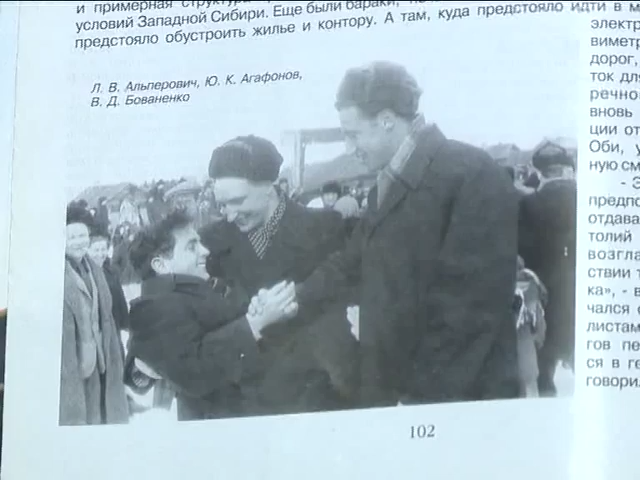 и примерная структура
условий Западной Сибири. Еще были бараки,
предстояло обустроить жилье и контору. А там, куда предстояло идти в м
Л. В. Альперович, Ю. К. Агафонов,
В. Д. Бованенко
электр
виметр
дорог,
ток дл
речно
вновь
ции от
Оби, у
ную см
- Э
предпо
отдава
толий
возгла
ствии т
ка», - в
чался с
листам
гов пе
ся в ге
говорил
102